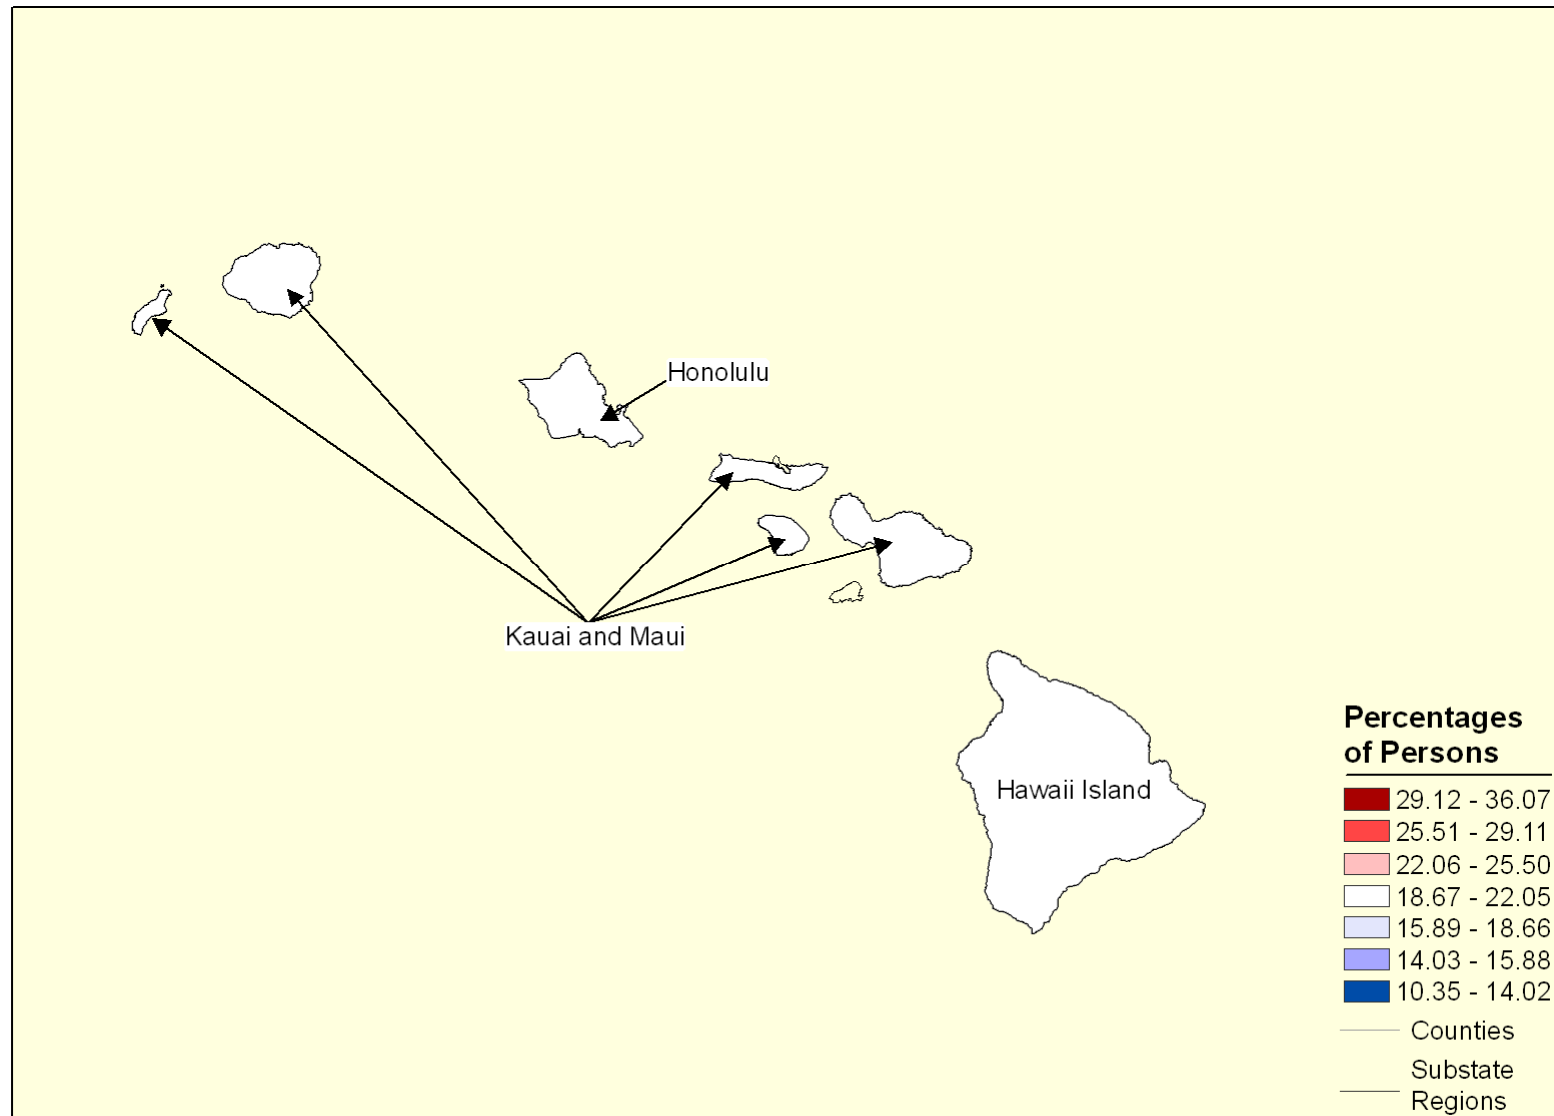 Honolulu
Kauai and Maui
Hawaii Island
Percentages
of Persons
29.12 - 36.07
25.51 - 29.11
22.06 - 25.50
18.67 - 22.05
15.89 - 18.66
14.03 - 15.88
10.35 - 14.02
Counties
Substate
Regions